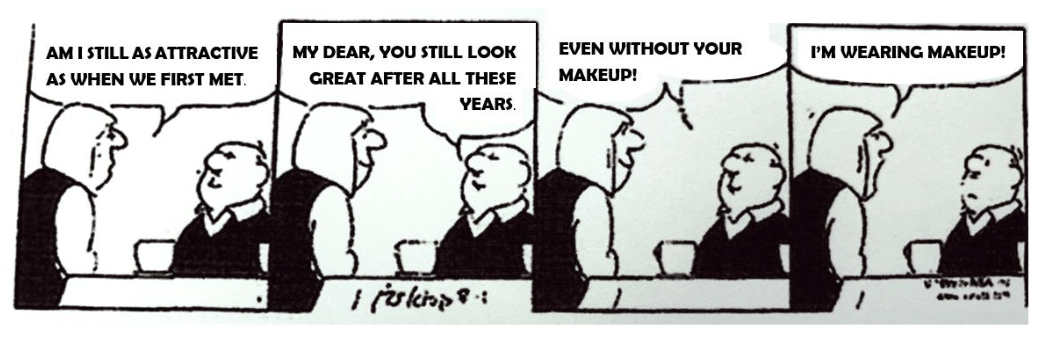 AM I STILL AS ATTRACTIVE
AS WHEN WE FIRST MET.
MY DEAR, YOU STILL LOOK
GREAT AFTER ALL THESE
YEARS.
EVEN WITHOUT YOUR
MAKEUP!
I'M WEARING MAKEUP!